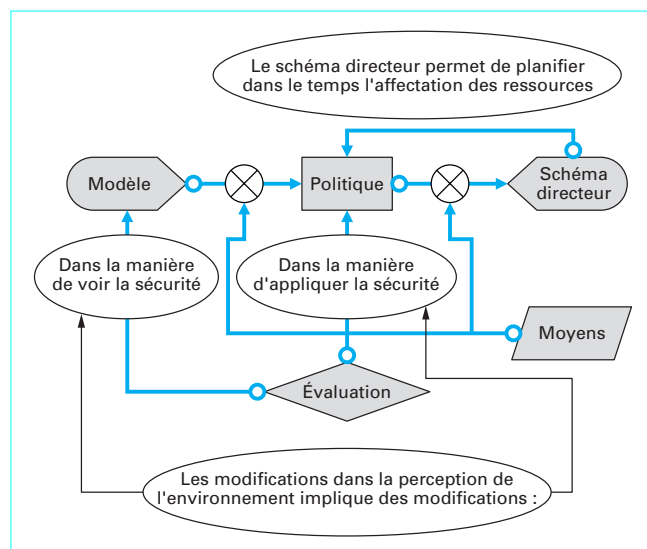 Le schéma directeur permet de planifier
dans le temps l'affectation des ressources
Modèle
Politique
Schéma
directeur
Dans la manière
de voir la sécurité
Dans la manière
d'appliquer la sécurité
Moyens
Évaluation
Les modifications dans la perception de
l'environnement implique des modifications :